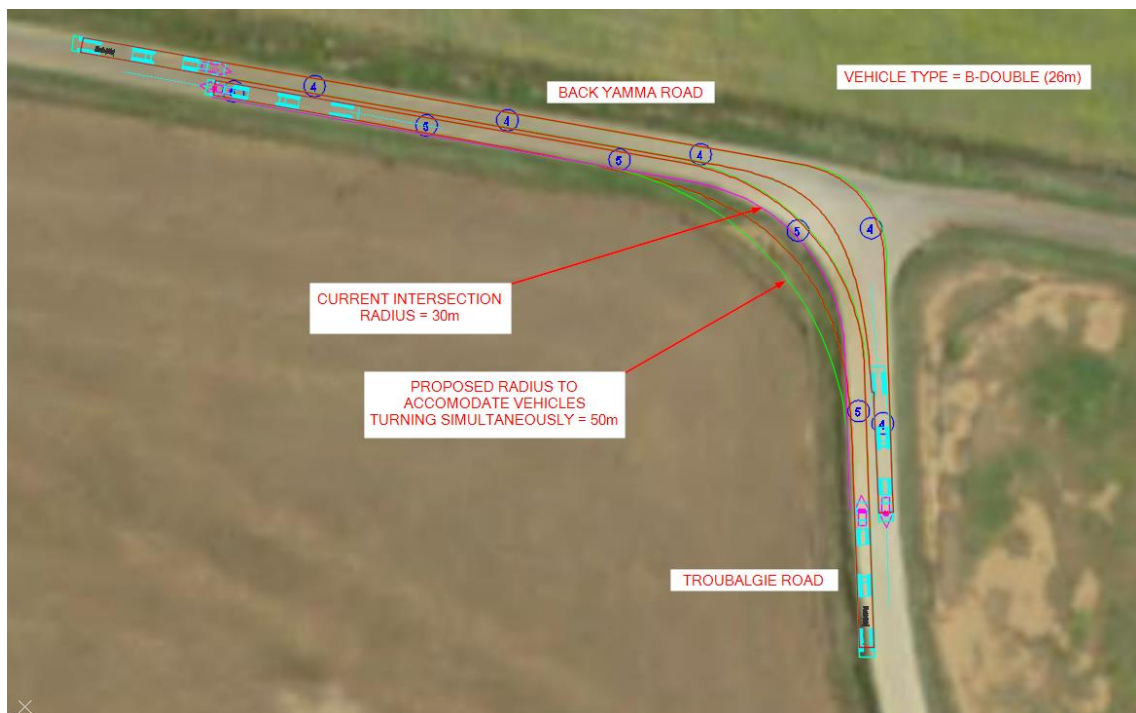 VEHICLE TYPE = B-DOUBLE (26m)
BACK YAMMA ROAD
4
4
4
4
4
5
5
5
5
CURRENT INTERSECTION
RADIUS = 30m
PROPOSED RADIUS TO
ACCOMODATE VEHICLES
TURNING SIMULTANEOUSLY = 50m
TROUBALGIE ROAD